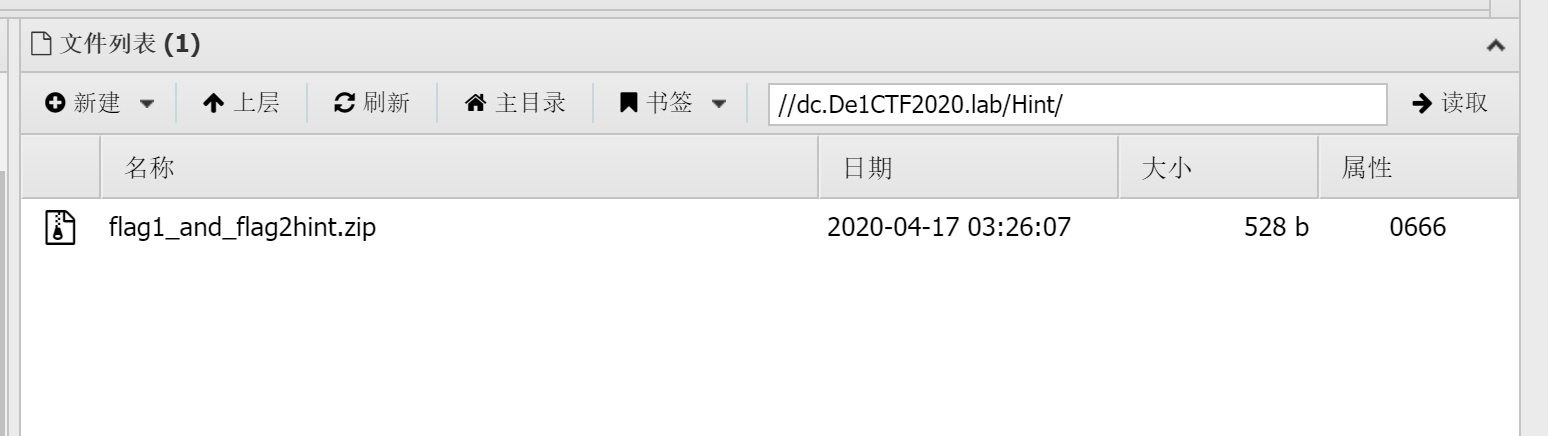 文件列表 (1)
新建 上层 刷新 主目录 书签 //dc.De1CTF2020.lab/Hint/ 读取
名称 日期 大小 属性
flag1_and_flag2hint.zip 2020-04-17 03:26:07 528 b 0666